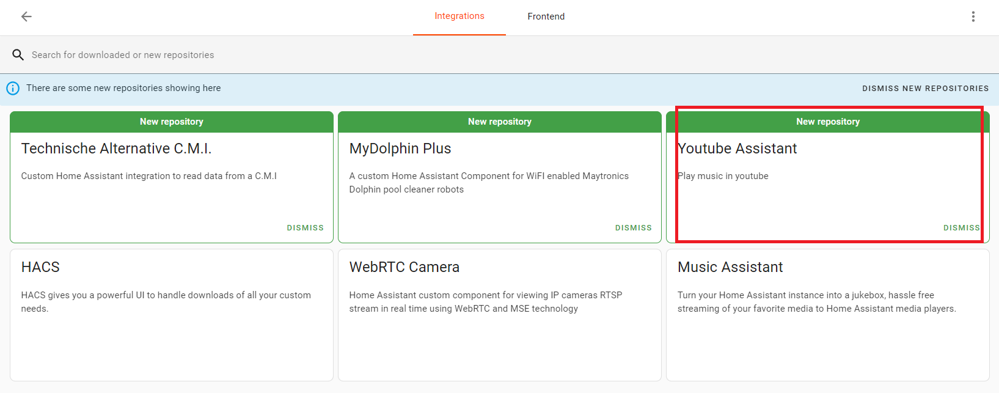 Integrations
Frontend
Search for downloaded or new repositories
There are some new repositories showing here
DISMISS NEW REPOSITORIES
New repository
Technische Alternative C.M.I.
Custom Home Assistant integration to read data from a C.M.I
DISMISS
New repository
MyDolphin Plus
A custom Home Assistant Component for WiFI enabled Maytronics
Dolphin pool cleaner robots
DISMISS
New repository
Youtube Assistant
Play music in youtube
DISMISS
HACS
HACS gives you a powerful UI to handle downloads of all your custom
needs.
WebRTC Camera
Home Assistant custom component for viewing IP cameras RTSP
stream in real time using WebRTC and MSE technology
Music Assistant
Turn your Home Assistant instance into a jukebox, hassle free
streaming of your favorite media to Home Assistant media players.